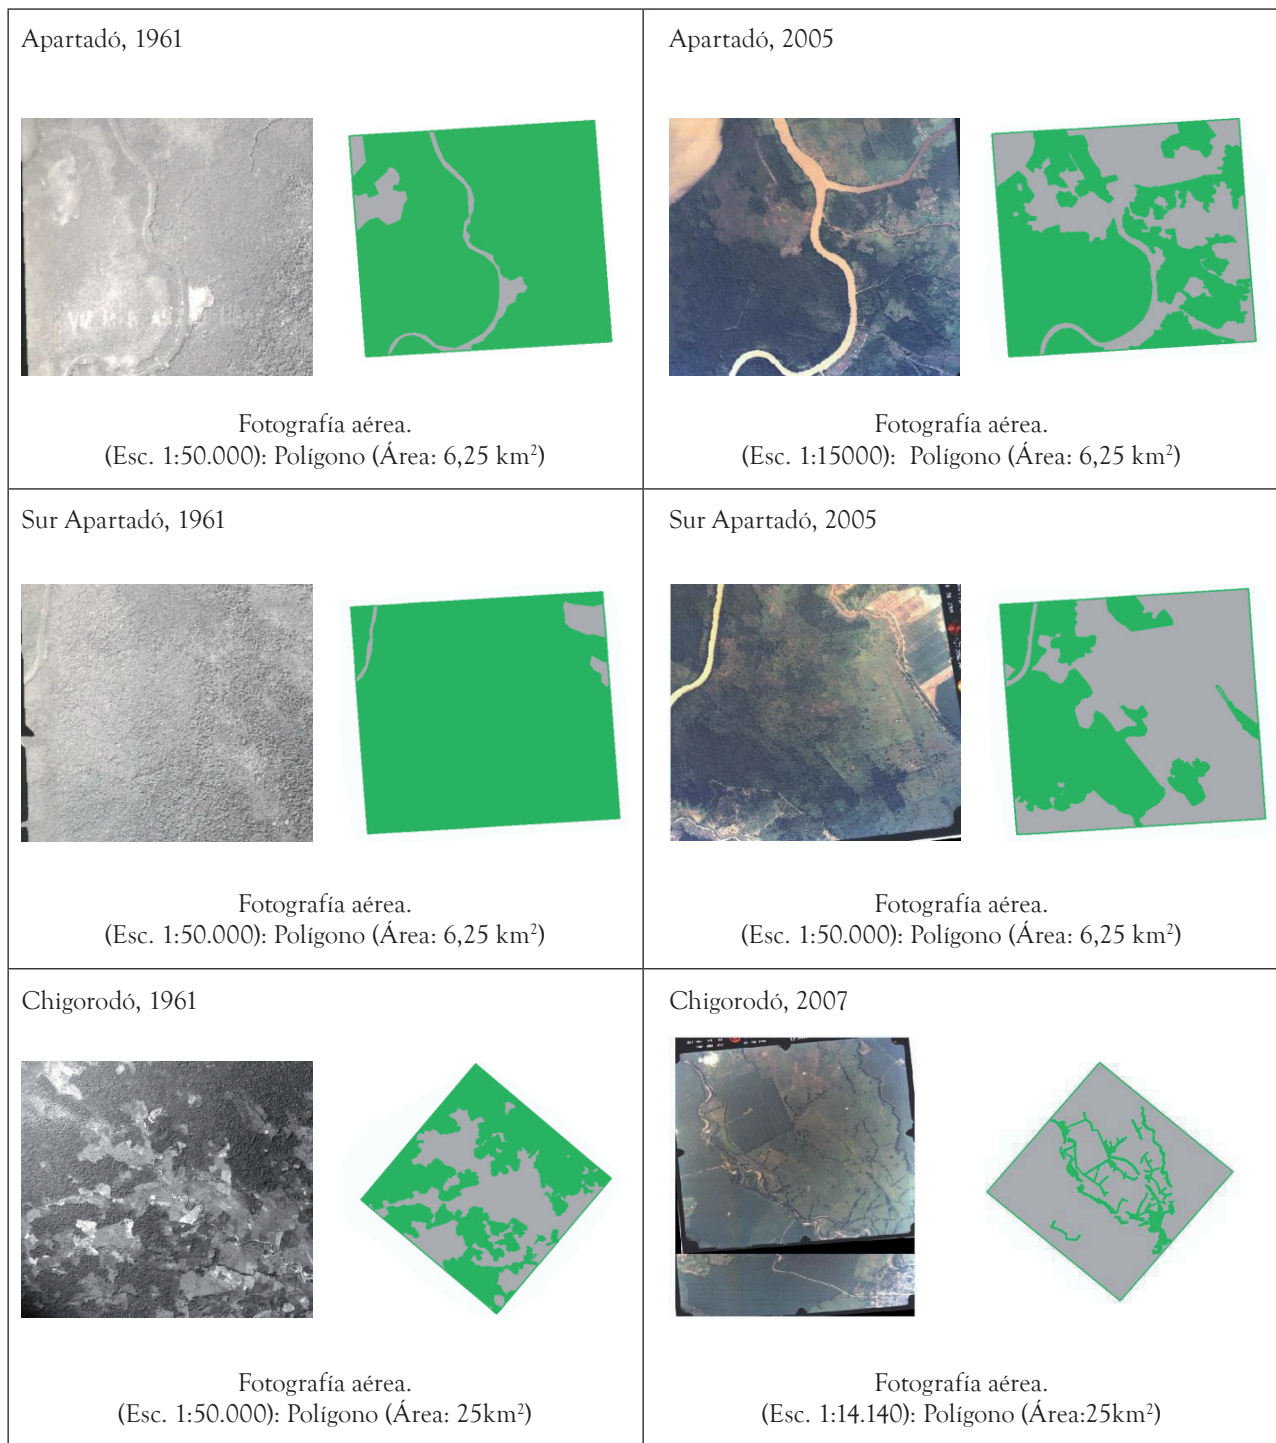 Apartadó, 1961
Apartadó, 2005
Fotografía aérea.
(Esc. 1:50.000): Polígono (Área: 6,25 km²)
Fotografía aérea.
(Esc. 1:15000): Polígono (Área: 6,25 km²)
Sur Apartadó, 1961
Sur Apartadó, 2005
Fotografía aérea.
(Esc. 1:50.000): Polígono (Área: 6,25 km²)
Fotografía aérea.
(Esc. 1:50.000): Polígono (Área: 6,25 km²)
Chigorodó, 1961
Chigorodó, 2007
Fotografía aérea.
(Esc. 1:50.000): Polígono (Área: 25km²)
Fotografía aérea.
(Esc. 1:14.140): Polígono (Área:25km²)